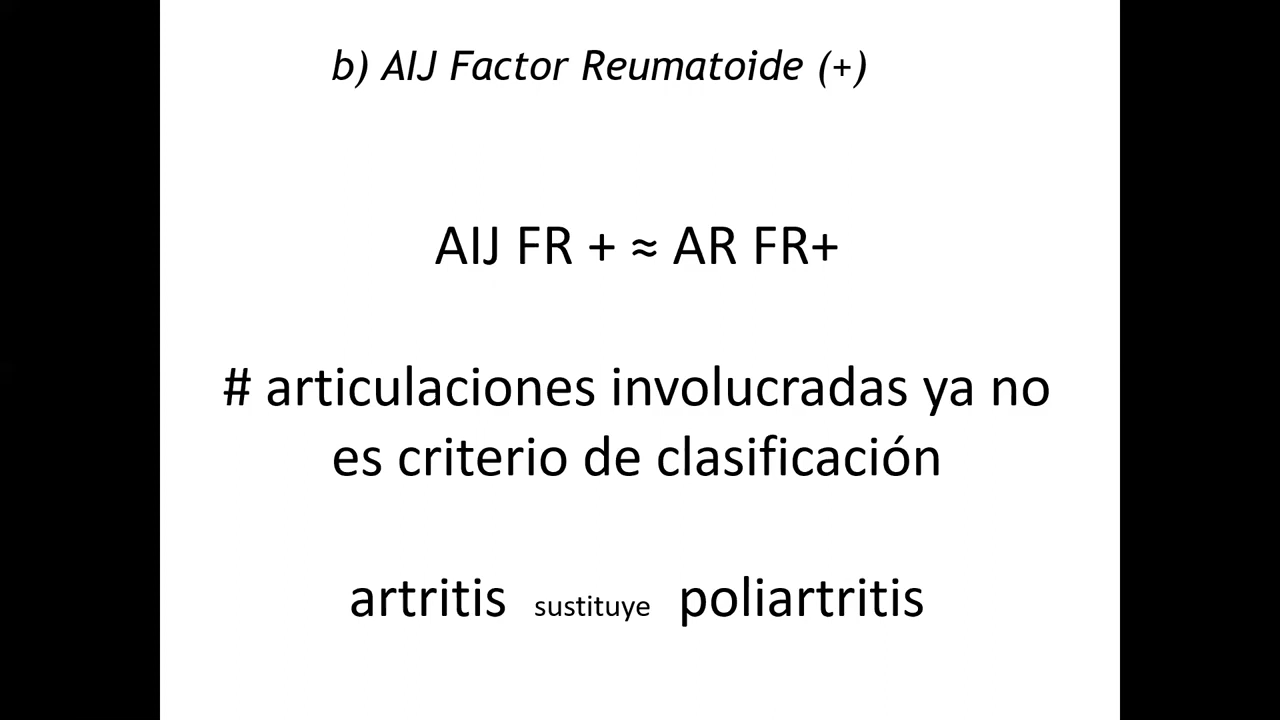 b) AIJ Factor Reumatoide (+)
AIJ FR + ≈ AR FR+
# articulaciones involucradas ya no
es criterio de clasificación
artritis sustituye poliartritis